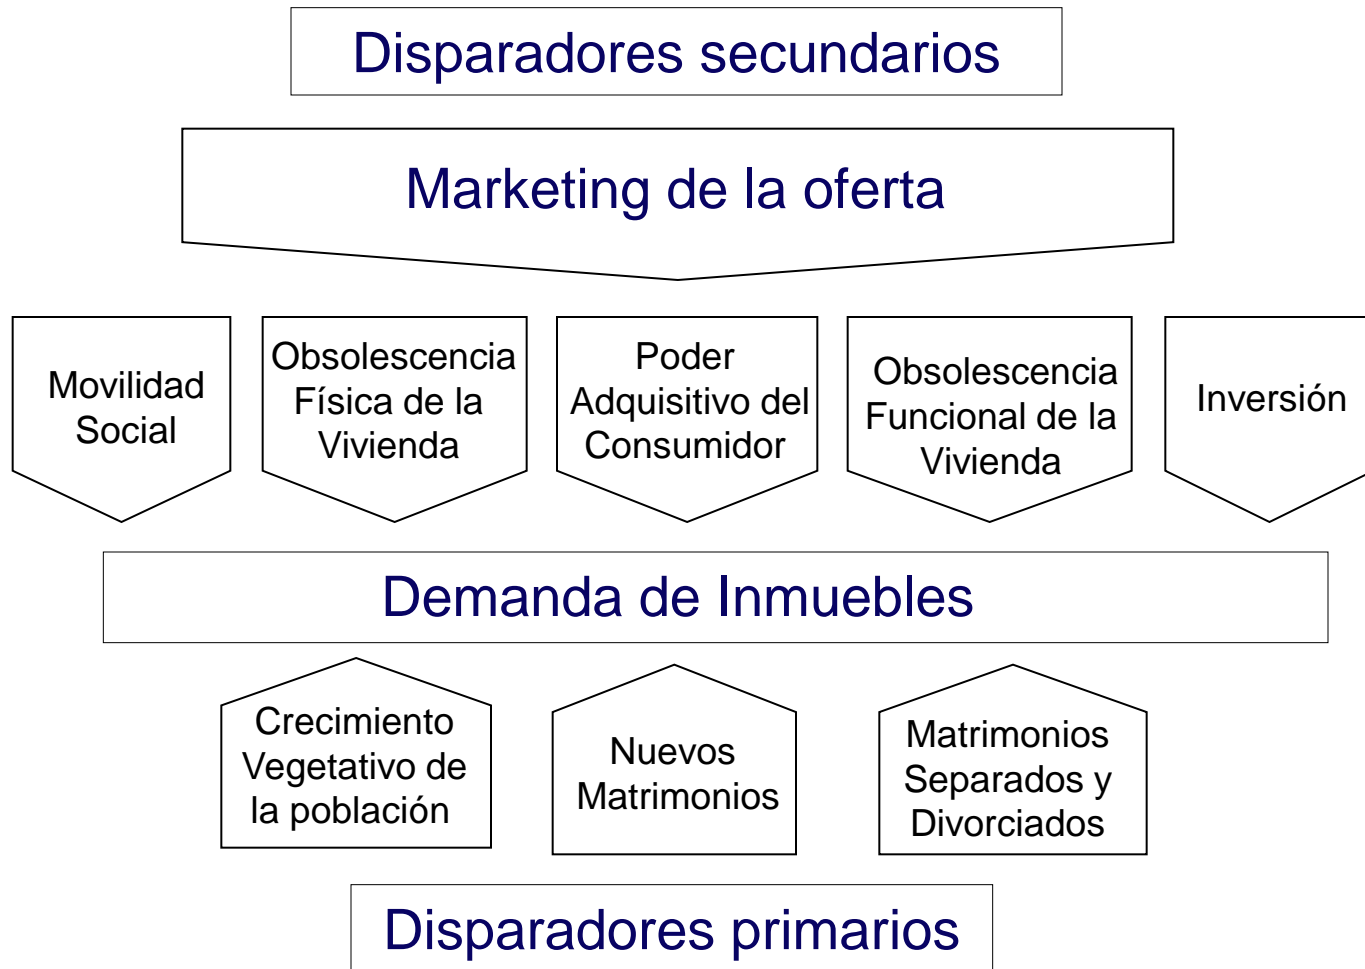 Disparadores secundarios
Marketing de la oferta
Movilidad
Social
Obsolescencia
Física de la
Vivienda
Poder
Adquisitivo del
Consumidor
Obsolescencia
Funcional de la
Vivienda
Inversión
Demanda de Inmuebles
Crecimiento
Vegetativo de
la población
Nuevos
Matrimonios
Matrimonios
Separados y
Divorciados
Disparadores primarios